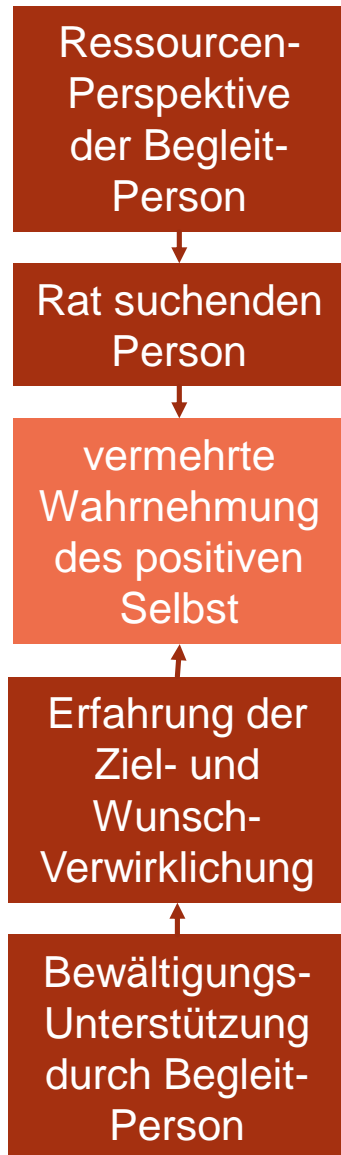 Ressourcen-
Perspektive
der Begleit-
Person
Rat suchenden
Person
vermehrte
Wahrnehmung
des positiven
Selbst
Erfahrung der
Ziel- und
Wunsch-
Verwirklichung
Bewältigungs-
Unterstützung
durch Begleit-
Person